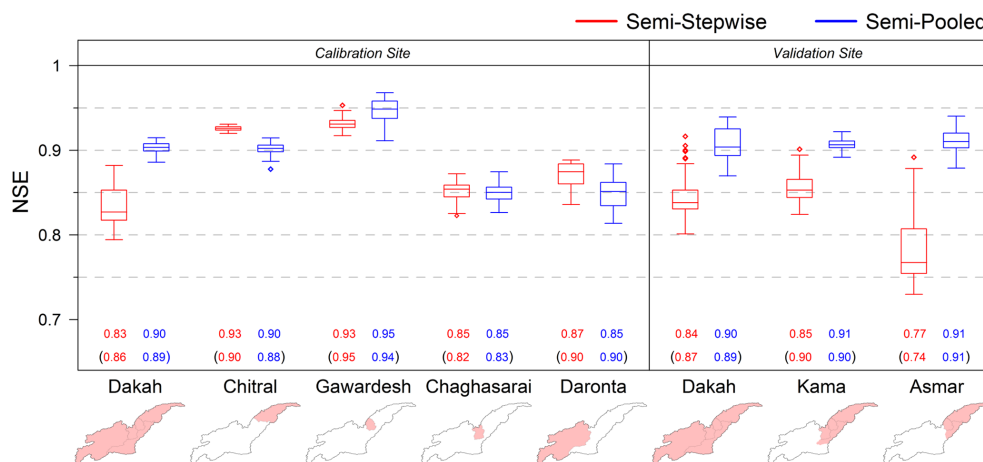 Semi-Stepwise Semi-Pooled
Calibration Site Validation Site
1
0.9
0.8
0.7
NSE
0.83 0.90 0.93 0.90 0.93 0.95 0.85 0.85 0.87 0.85 0.84 0.90 0.85 0.91 0.77 0.91
(0.86 0.89) (0.90 0.88) (0.95 0.94) (0.82 0.83) (0.90 0.90) (0.87 0.89) (0.90 0.90) (0.74 0.91)
Dakah Chitral Gawardesh Chaghasarai Daronta Dakah Kama Asmar